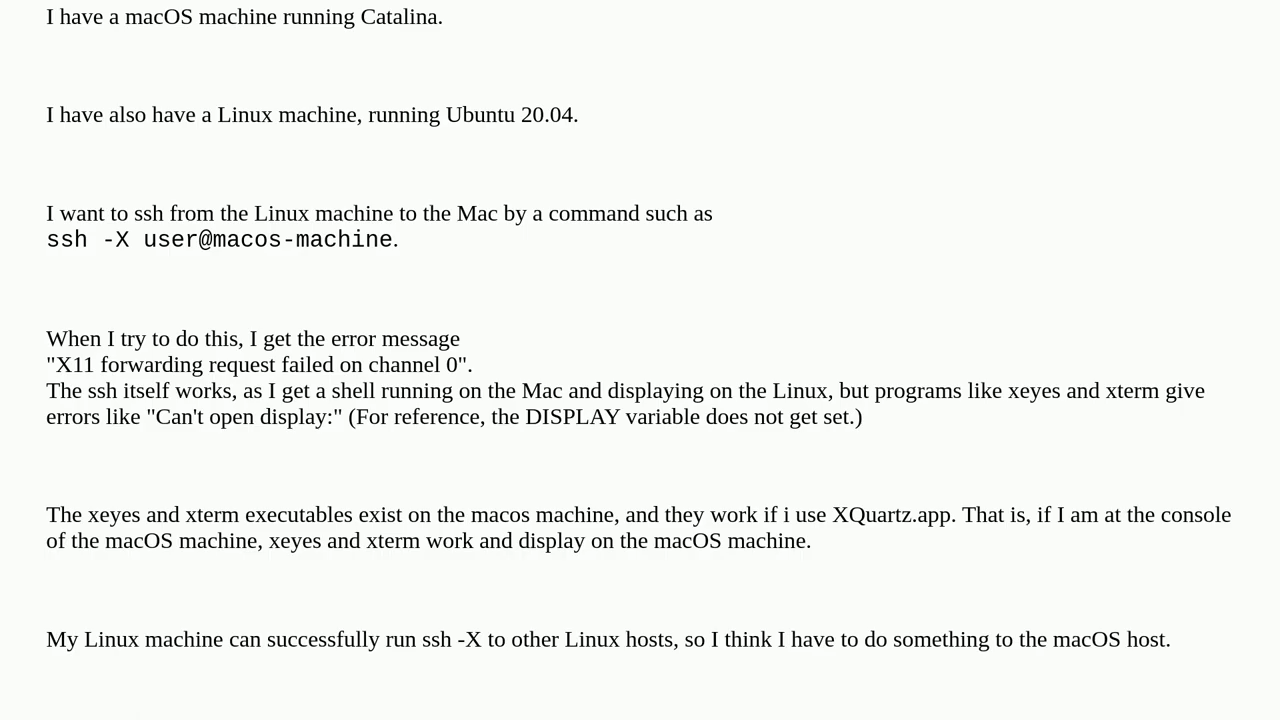 I have a macOS machine running Catalina.
I have also have a Linux machine, running Ubuntu 20.04.
I want to ssh from the Linux machine to the Mac by a command such as
ssh -X user@macos-machine.
When I try to do this, I get the error message
"X11 forwarding request failed on channel 0".
The ssh itself works, as I get a shell running on the Mac and displaying on the Linux, but programs like xeyes and xterm give
errors like "Can't open display:" (For reference, the DISPLAY variable does not get set.)
The xeyes and xterm executables exist on the macos machine, and they work if i use XQuartz.app. That is, if I am at the console
of the macOS machine, xeyes and xterm work and display on the macOS machine.
My Linux machine can successfully run ssh -X to other Linux hosts, so I think I have to do something to the macOS host.